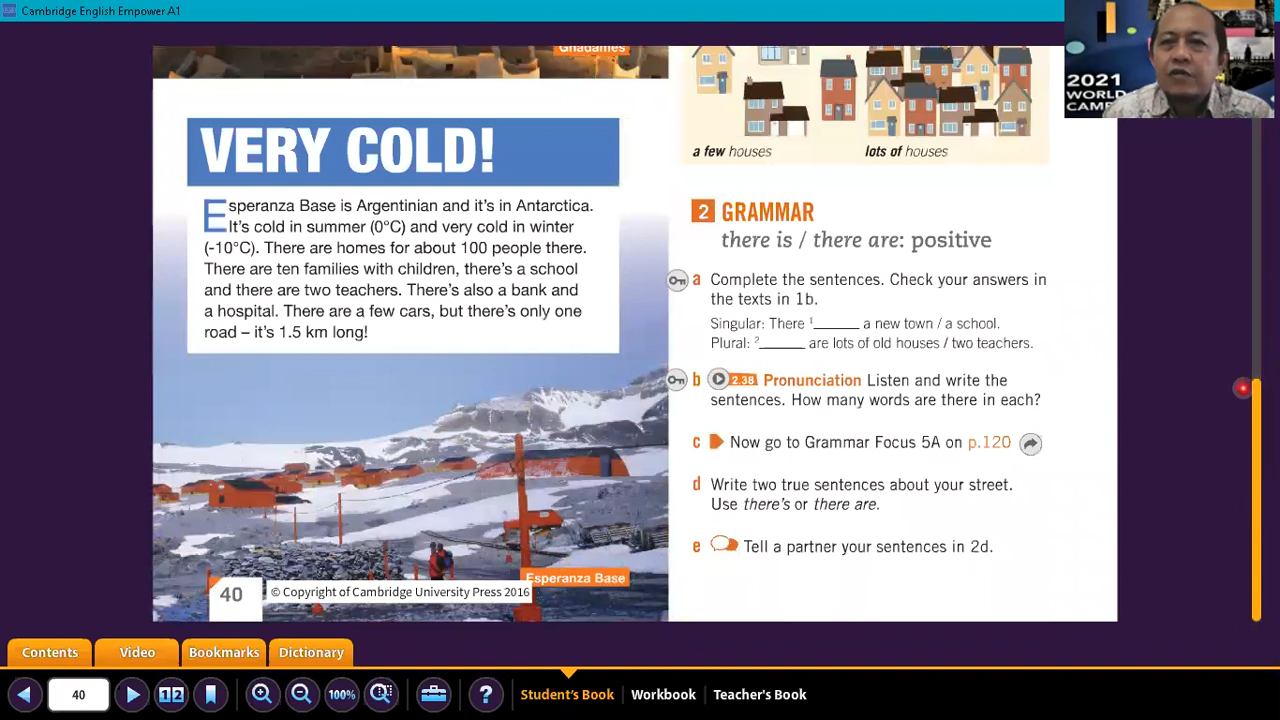 Cambridge English Empower A1
2021
WORLD
CAMP
Ghadames
VERY COLD!
Esperanza Base is Argentinian and it's in Antarctica.
It's cold in summer (0°C) and very cold in winter
(-10°C). There are homes for about 100 people there.
There are ten families with children, there's a school
and there are two teachers. There's also a bank and
a hospital. There are a few cars, but there's only one
road – it's 1.5 km long!
Esperanza Base
40
© Copyright of Cambridge University Press 2016
a few houses
lots of houses
2 GRAMMAR
there is / there are: positive
a Complete the sentences. Check your answers in
the texts in 1b.
Singular: There 1______ a new town / a school.
Plural: 2______ are lots of old houses / two teachers.
b 2.38 Pronunciation Listen and write the
sentences. How many words are there in each?
c Now go to Grammar Focus 5A on p.120
d Write two true sentences about your street.
Use there's or there are.
e Tell a partner your sentences in 2d.
Contents
Video
Bookmarks
Dictionary
40
1 2
100%
?
Student's Book
Workbook
Teacher's Book